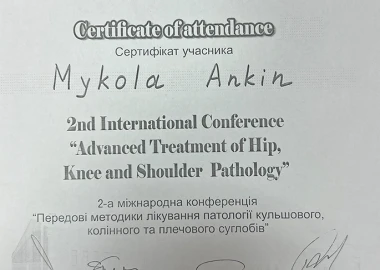 Certificate of attendance
Сертифікат учасника
Mykola Ankin
2nd International Conference
"Advanced Treatment of Hip,
Knee and Shoulder Pathology"
2-а міжнародна конференція
"Передові методики лікування патології кульшового,
колінного та плечового суглобів"